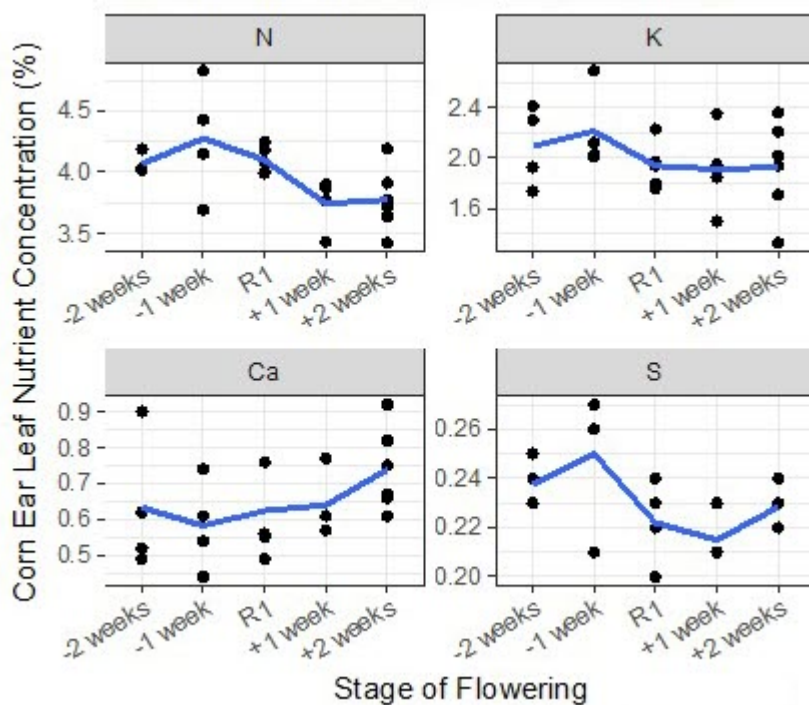 Corn Ear Leaf Nutrient Concentration (%)
N
4.5
4.0
3.5
-2 weeks
-1 week
R1
+1 week
+2 weeks
K
2.4
2.0
1.6
-2 weeks
-1 week
R1
+1 week
+2 weeks
Ca
0.9
0.8
0.7
0.6
0.5
-2 weeks
-1 week
R1
+1 week
+2 weeks
S
0.26
0.24
0.22
0.20
-2 weeks
-1 week
R1
+1 week
+2 weeks
Stage of Flowering